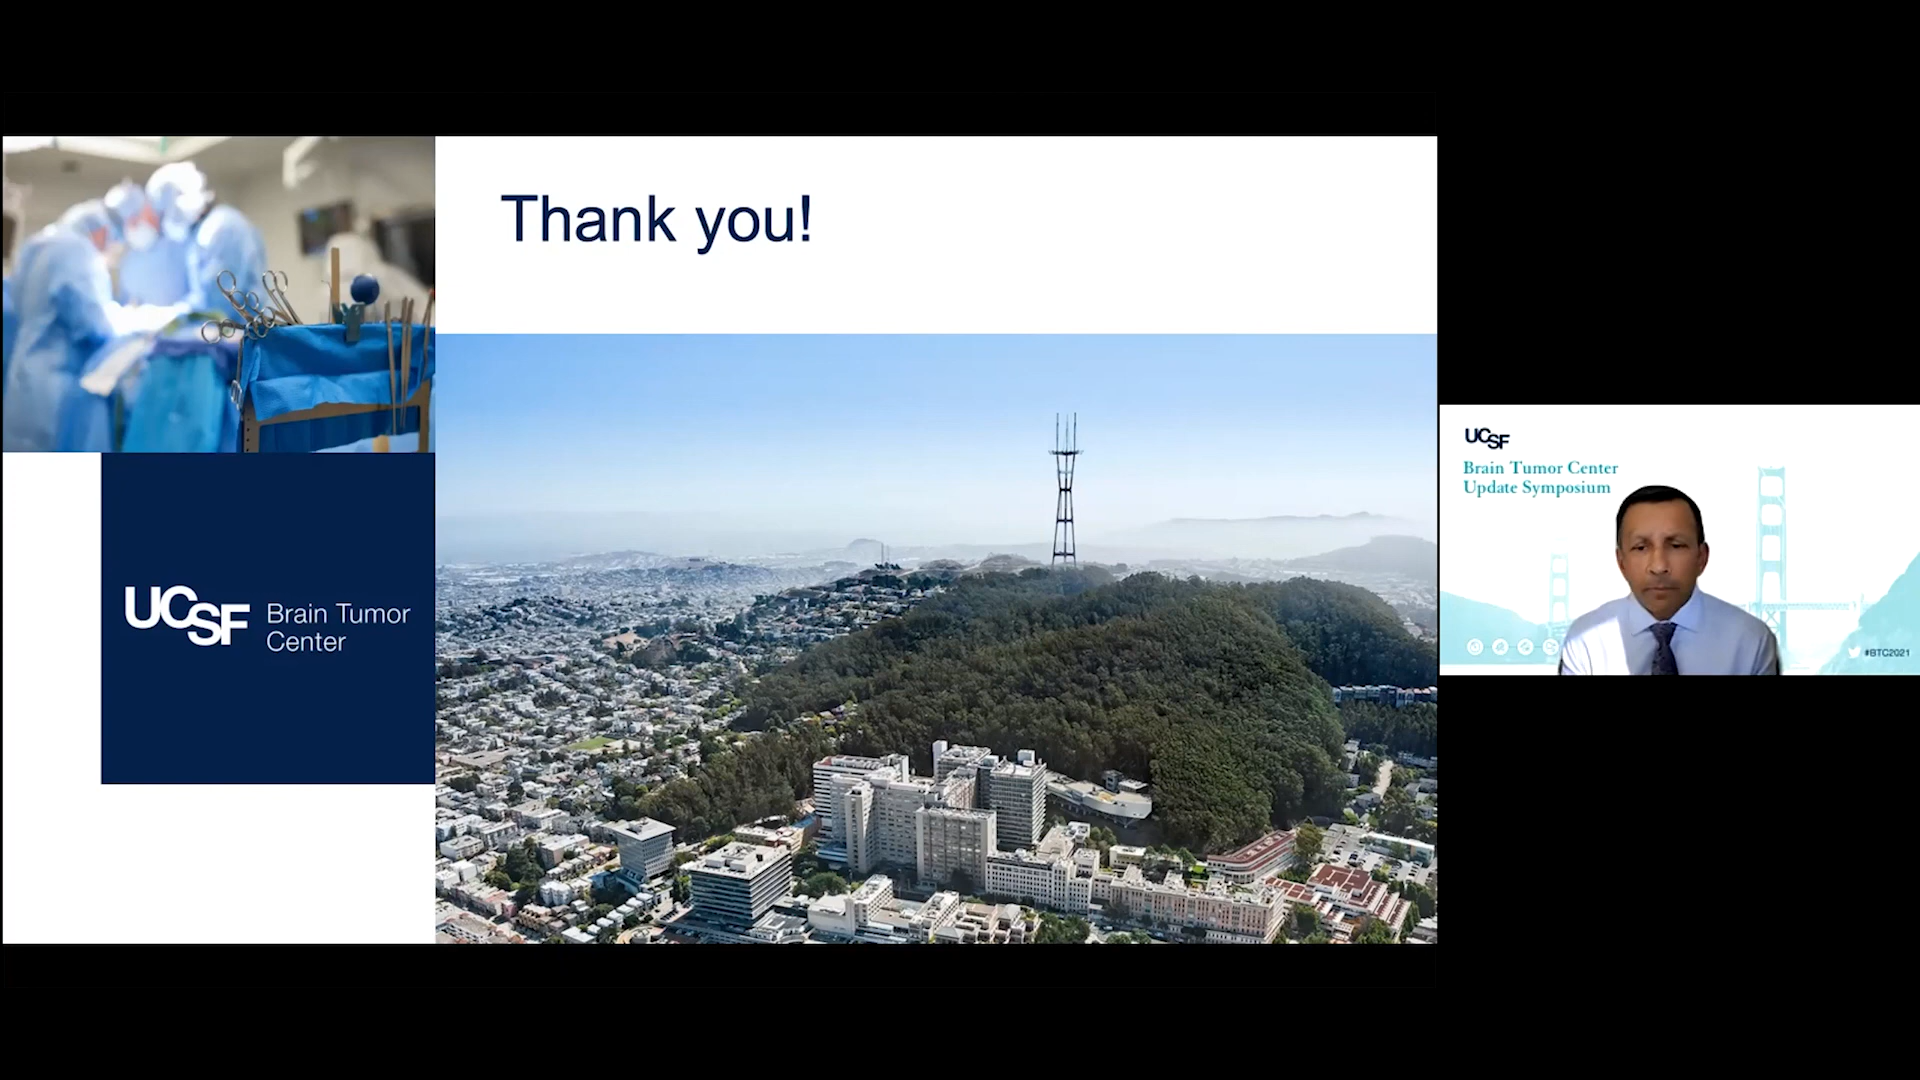 Thank you!
UCSF
Brain Tumor
Center
UCSF
Brain Tumor Center
Update Symposium
#BTC2021